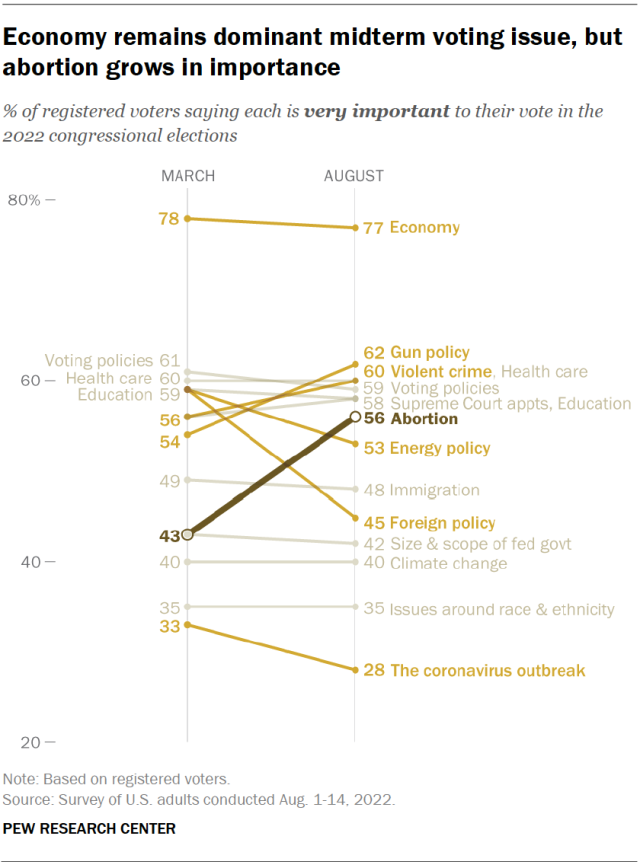 Economy remains dominant midterm voting issue, but
abortion grows in importance
% of registered voters saying each is very important to their vote in the
2022 congressional elections
MARCH AUGUST
80%
78
77 Economy
62 Gun policy
Voting policies 61
60 Violent crime, Health care
60
Health care 60
59 Voting policies
Education 59
58 Supreme Court appts, Education
56
56 Abortion
54
53 Energy policy
49
48 Immigration
45 Foreign policy
43
42 Size & scope of fed govt
40
40
40 Climate change
35
35 Issues around race & ethnicity
33
28 The coronavirus outbreak
20
Note: Based on registered voters.
Source: Survey of U.S. adults conducted Aug. 1-14, 2022.
PEW RESEARCH CENTER